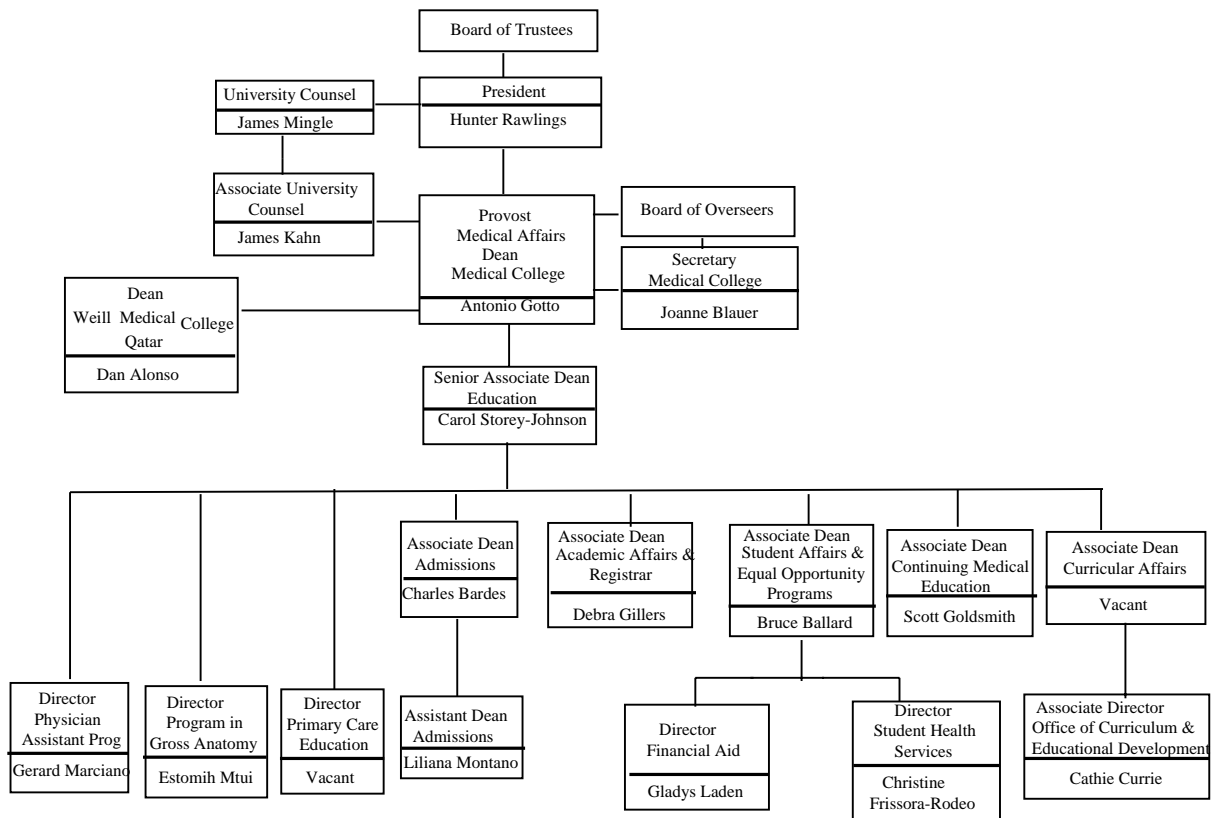 Board of Trustees
President
Hunter Rawlings
University Counsel
James Mingle
Associate University
Counsel
James Kahn
Provost
Medical Affairs
Dean
Medical College
Antonio Gotto
Board of Overseers
Secretary
Medical College
Joanne Blauer
Dean
Weill Medical College
Qatar
Dan Alonso
Senior Associate Dean
Education
Carol Storey-Johnson
Associate Dean
Admissions
Charles Bardes
Associate Dean
Academic Affairs &
Registrar
Debra Gillers
Associate Dean
Student Affairs &
Equal Opportunity
Programs
Bruce Ballard
Associate Dean
Continuing Medical
Education
Scott Goldsmith
Associate Dean
Curricular Affairs
Vacant
Director
Physician
Assistant Prog
Gerard Marciano
Director
Program in
Gross Anatomy
Estomih Mtui
Director
Primary Care
Education
Vacant
Assistant Dean
Admissions
Liliana Montano
Director
Financial Aid
Gladys Laden
Director
Student Health
Services
Christine
Frissora-Rodeo
Associate Director
Office of Curriculum &
Educational Development
Cathie Currie